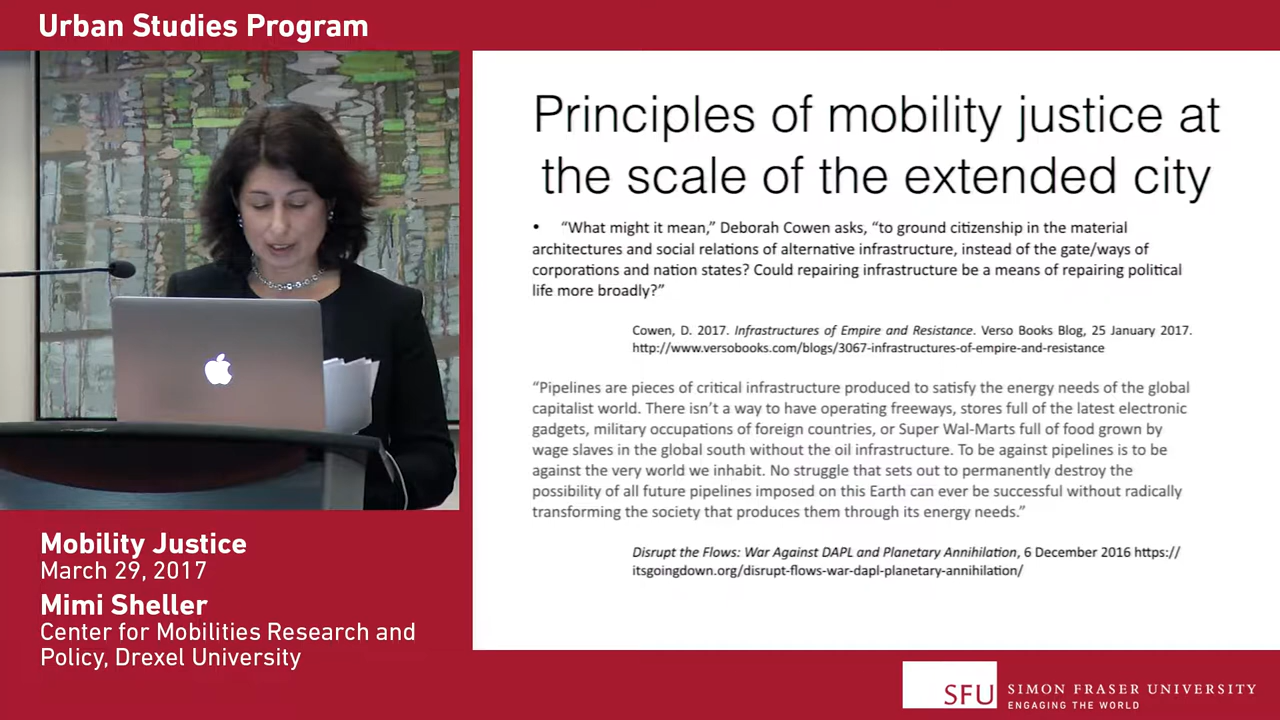 Urban Studies Program
Principles of mobility justice at
the scale of the extended city
• “What might it mean,” Deborah Cowen asks, “to ground citizenship in the material
architectures and social relations of alternative infrastructure, instead of the gate/ways of
corporations and nation states? Could repairing infrastructure be a means of repairing political
life more broadly?”
Cowen, D. 2017. Infrastructures of Empire and Resistance. Verso Books Blog, 25 January 2017.
http://www.versobooks.com/blogs/3067-infrastructures-of-empire-and-resistance
“Pipelines are pieces of critical infrastructure produced to satisfy the energy needs of the global
capitalist world. There isn’t a way to have operating freeways, stores full of the latest electronic
gadgets, military occupations of foreign countries, or Super Wal-Marts full of food grown by
wage slaves in the global south without the oil infrastructure. To be against pipelines is to be
against the very world we inhabit. No struggle that sets out to permanently destroy the
possibility of all future pipelines imposed on this Earth can ever be successful without radically
transforming the society that produces them through its energy needs.”
Disrupt the Flows: War Against DAPL and Planetary Annihilation, 6 December 2016 https://
itsgoingdown.org/disrupt-flows-war-dapl-planetary-annihilation/
Mobility Justice
March 29, 2017
Mimi Sheller
Center for Mobilities Research and
Policy, Drexel University
SFU
SIMON FRASER UNIVERSITY
ENGAGING THE WORLD